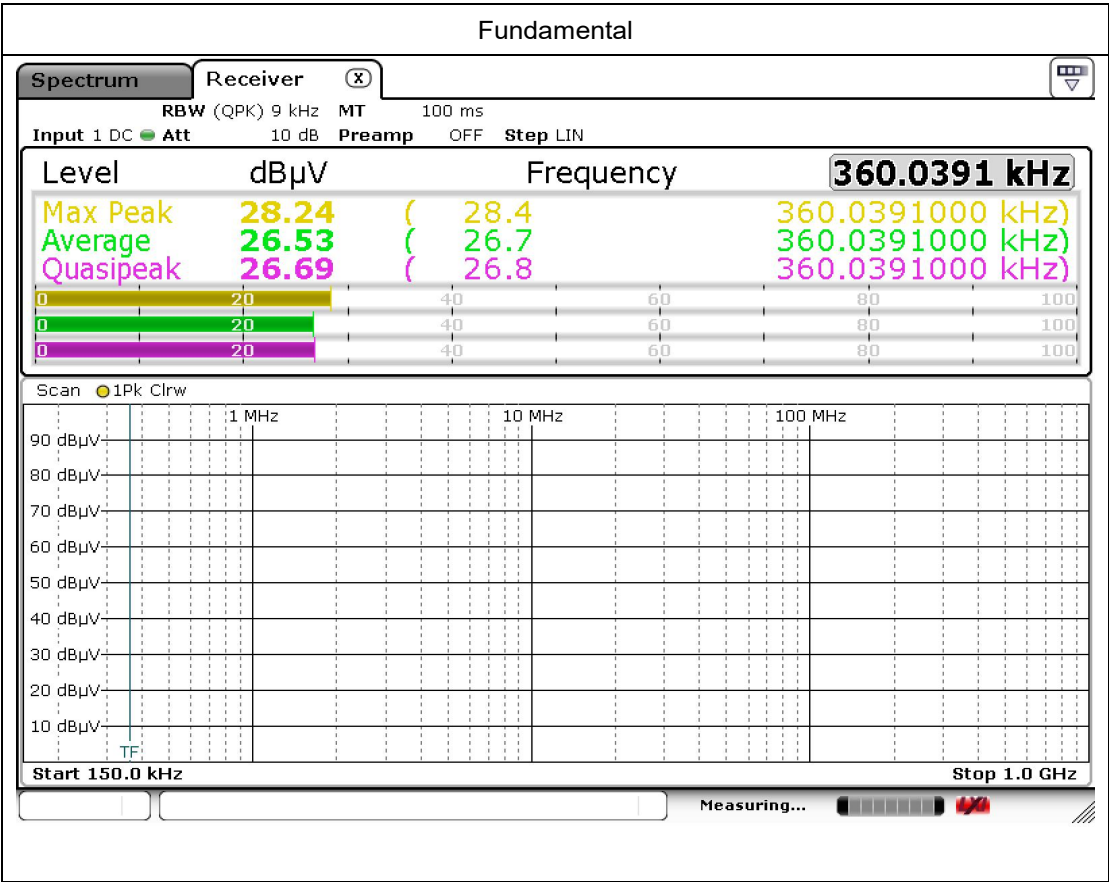 Fundamental
Spectrum Receiver X
RBW (QPK) 9 kHz MT 100 ms
Input 1 DC Att 10 dB Preamp OFF Step LIN
Level dBµV Frequency 360.0391 kHz
Max Peak 28.24 ( 28.4 360.0391000 kHz)
Average 26.53 ( 26.7 360.0391000 kHz)
Quasipeak 26.69 ( 26.8 360.0391000 kHz)
0 20 40 60 80 100
0 20 40 60 80 100
0 20 40 60 80 100
Scan 1Pk Clrw
1 MHz 10 MHz 100 MHz
90 dBµV
80 dBµV
70 dBµV
60 dBµV
50 dBµV
40 dBµV
30 dBµV
20 dBµV
10 dBµV
TF
Start 150.0 kHz Stop 1.0 GHz
Measuring... LXI